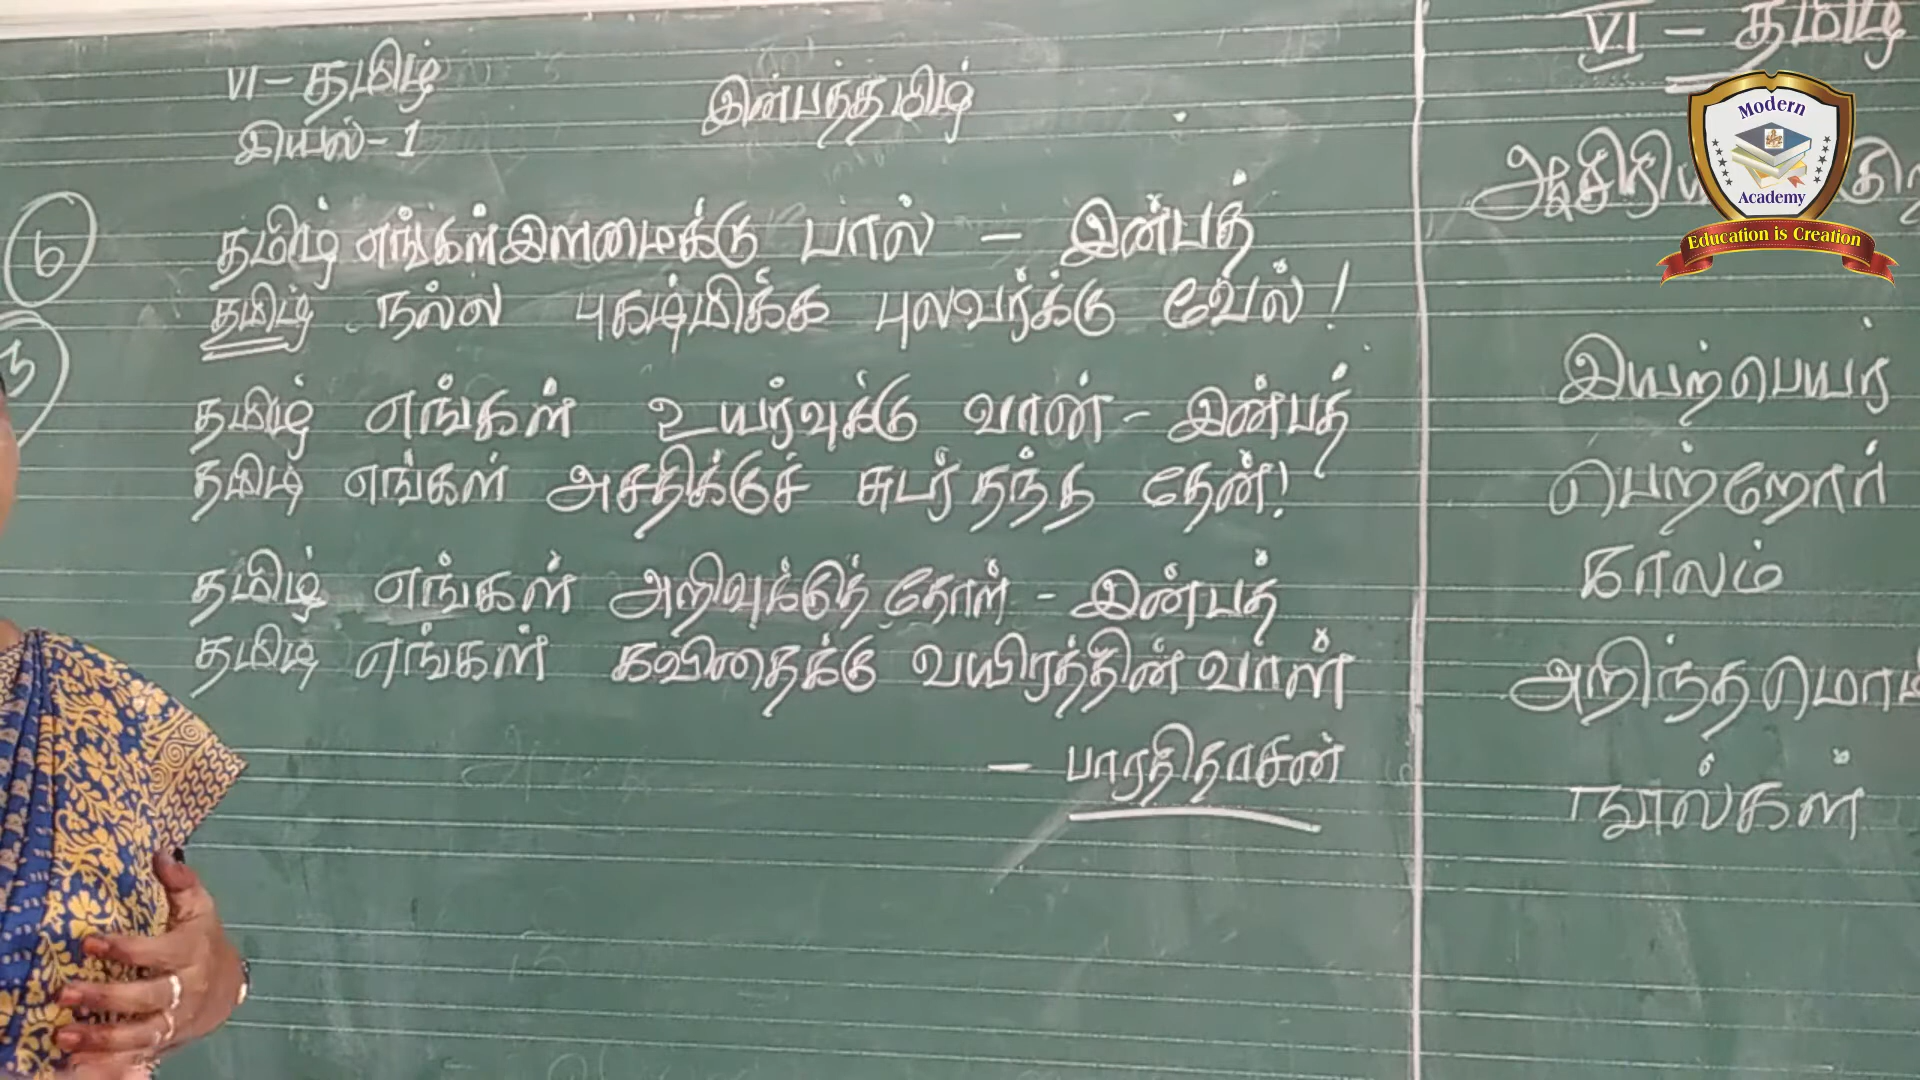 VI - தமிழ்
இயல் - 1
இன்பத்தமிழ்
தமிழ் எங்கள் இளமைக்கு பால் - இன்பத்
தமிழ் நல்ல புகழ்மிக்க புலவர்க்கு வேல்!
தமிழ் எங்கள் உயர்வுக்கு வான் - இன்பத்
தமிழ் எங்கள் அசதிக்குச் சுடர் தந்த தேன்!
தமிழ் எங்கள் அறிவுக்குத் தோள் - இன்பத்
தமிழ் எங்கள் கவிதைக்கு வயிரத்தின் வாள்
- பாரதிதாசன்
VI - தமிழ்
இயற்பெயர்
பெற்றோர்
காலம்
அறிந்த
நூல்கள்
Modern
Academy
Education is Creation